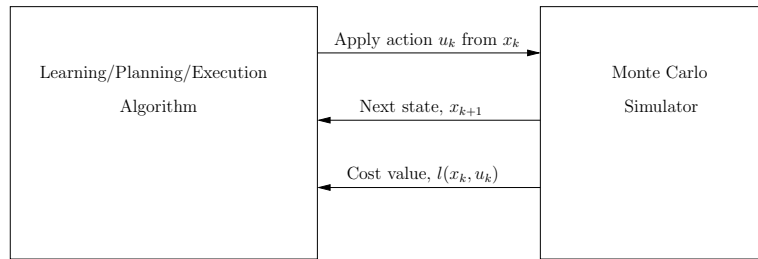 Apply action u_k from x_k
Learning/Planning/Execution
Algorithm
Monte Carlo
Simulator
Next state, x_{k+1}
Cost value, l(x_k, u_k)